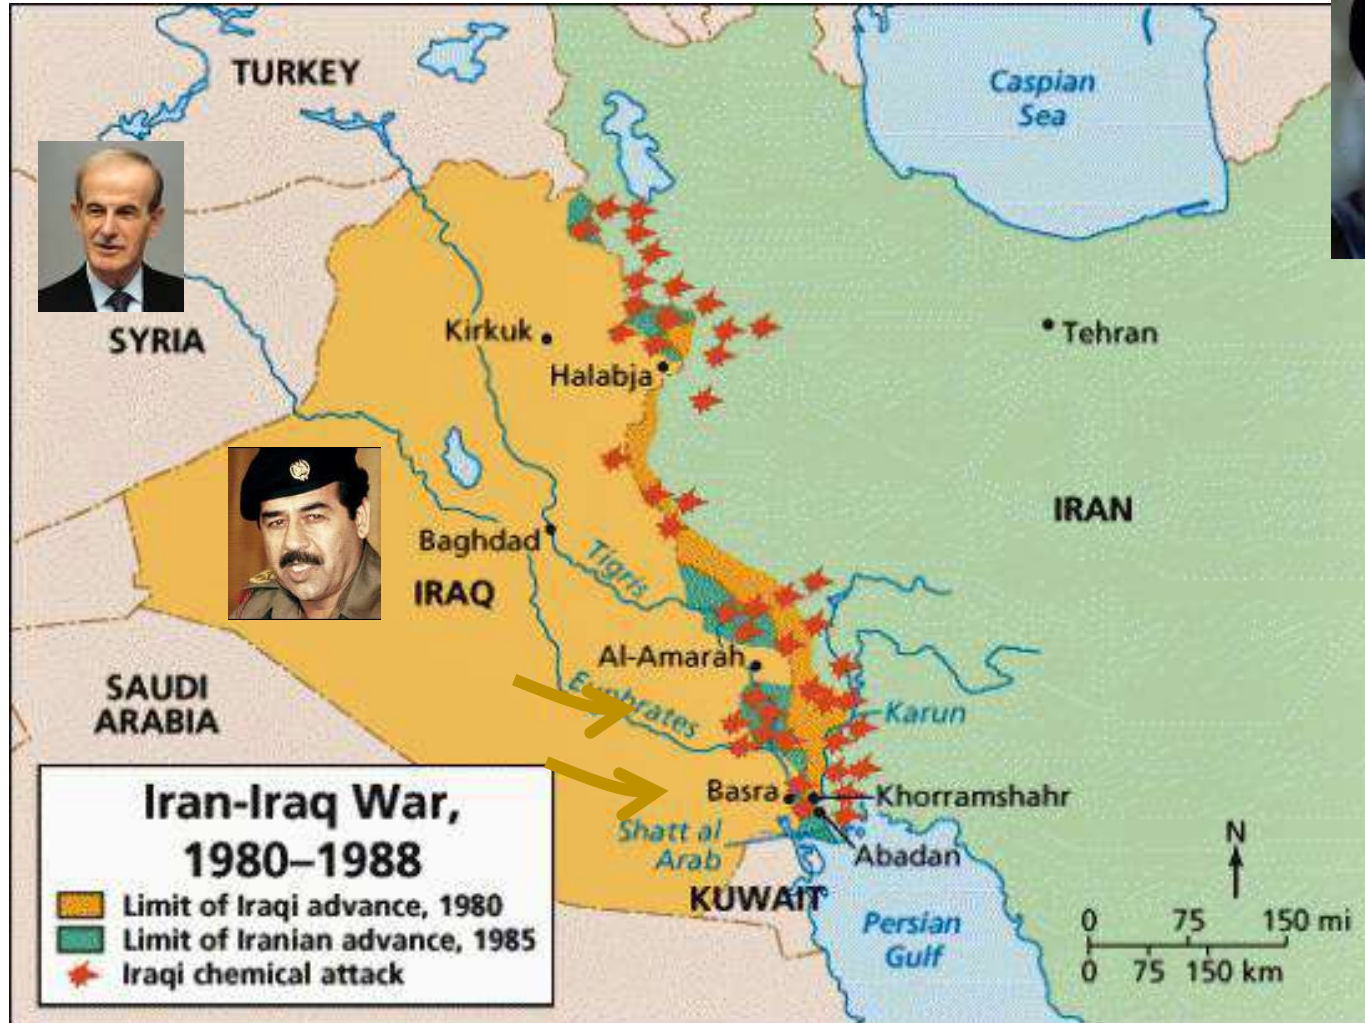 TURKEY
Caspian
Sea
SYRIA
Kirkuk
Tehran
Halabja
IRAN
Baghdad
Tigris
IRAQ
Al-Amarah
SAUDI
ARABIA
Euphrates
Karun
Basra
Khorramshahr
Shatt al
Arab
Abadan
KUWAIT
Persian
Gulf
N
0 75 150 mi
0 75 150 km
Iran-Iraq War,
1980–1988
Limit of Iraqi advance, 1980
Limit of Iranian advance, 1985
Iraqi chemical attack